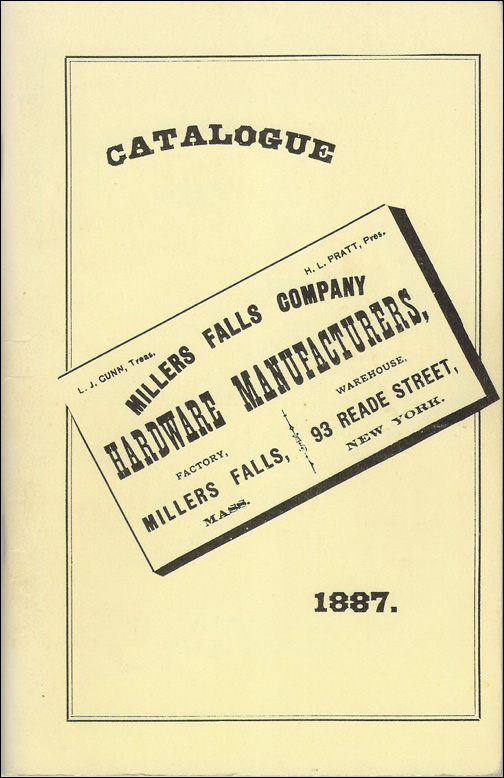 CATALOGUE
L. J. GUNN, Treas.
H. L. PRATT, Pres.
MILLERS FALLS COMPANY
HARDWARE MANUFACTURERS,
FACTORY,
MILLERS FALLS,
MASS.
WAREHOUSE,
93 READE STREET,
NEW YORK.
1887.